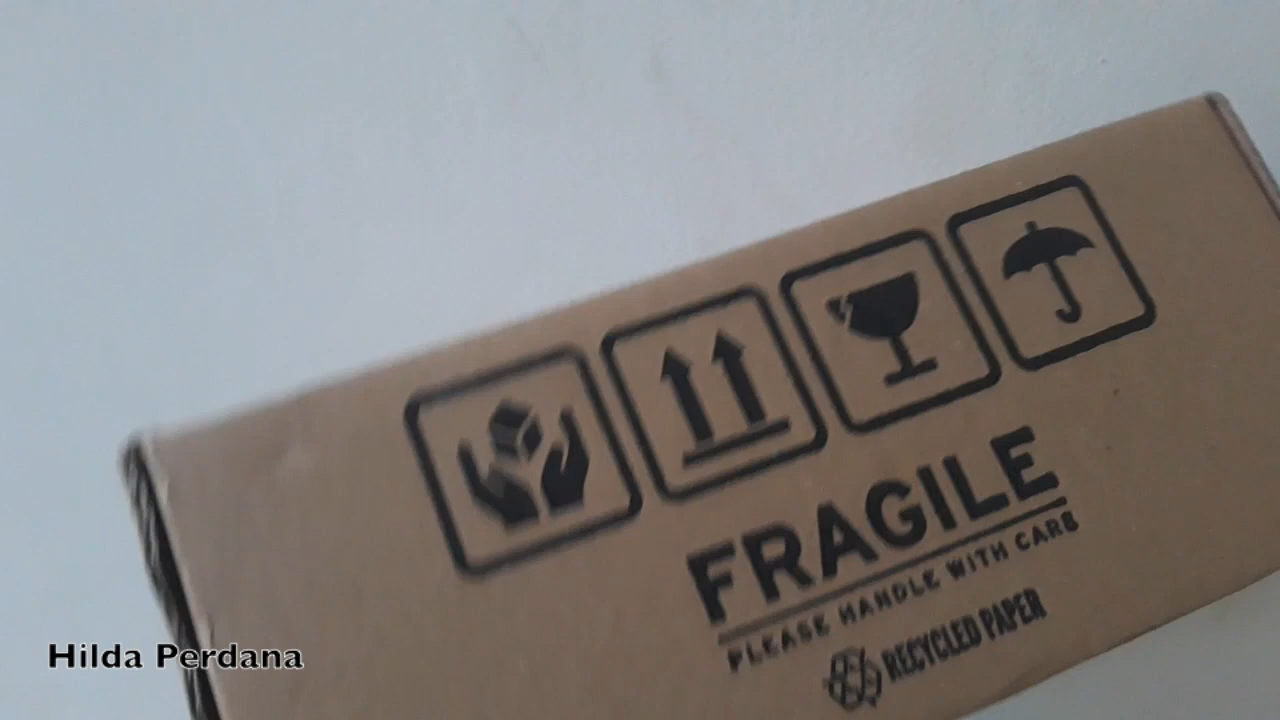 FRAGILE
PLEASE HANDLE WITH CARE
RECYCLED PAPER
Hilda Perdana